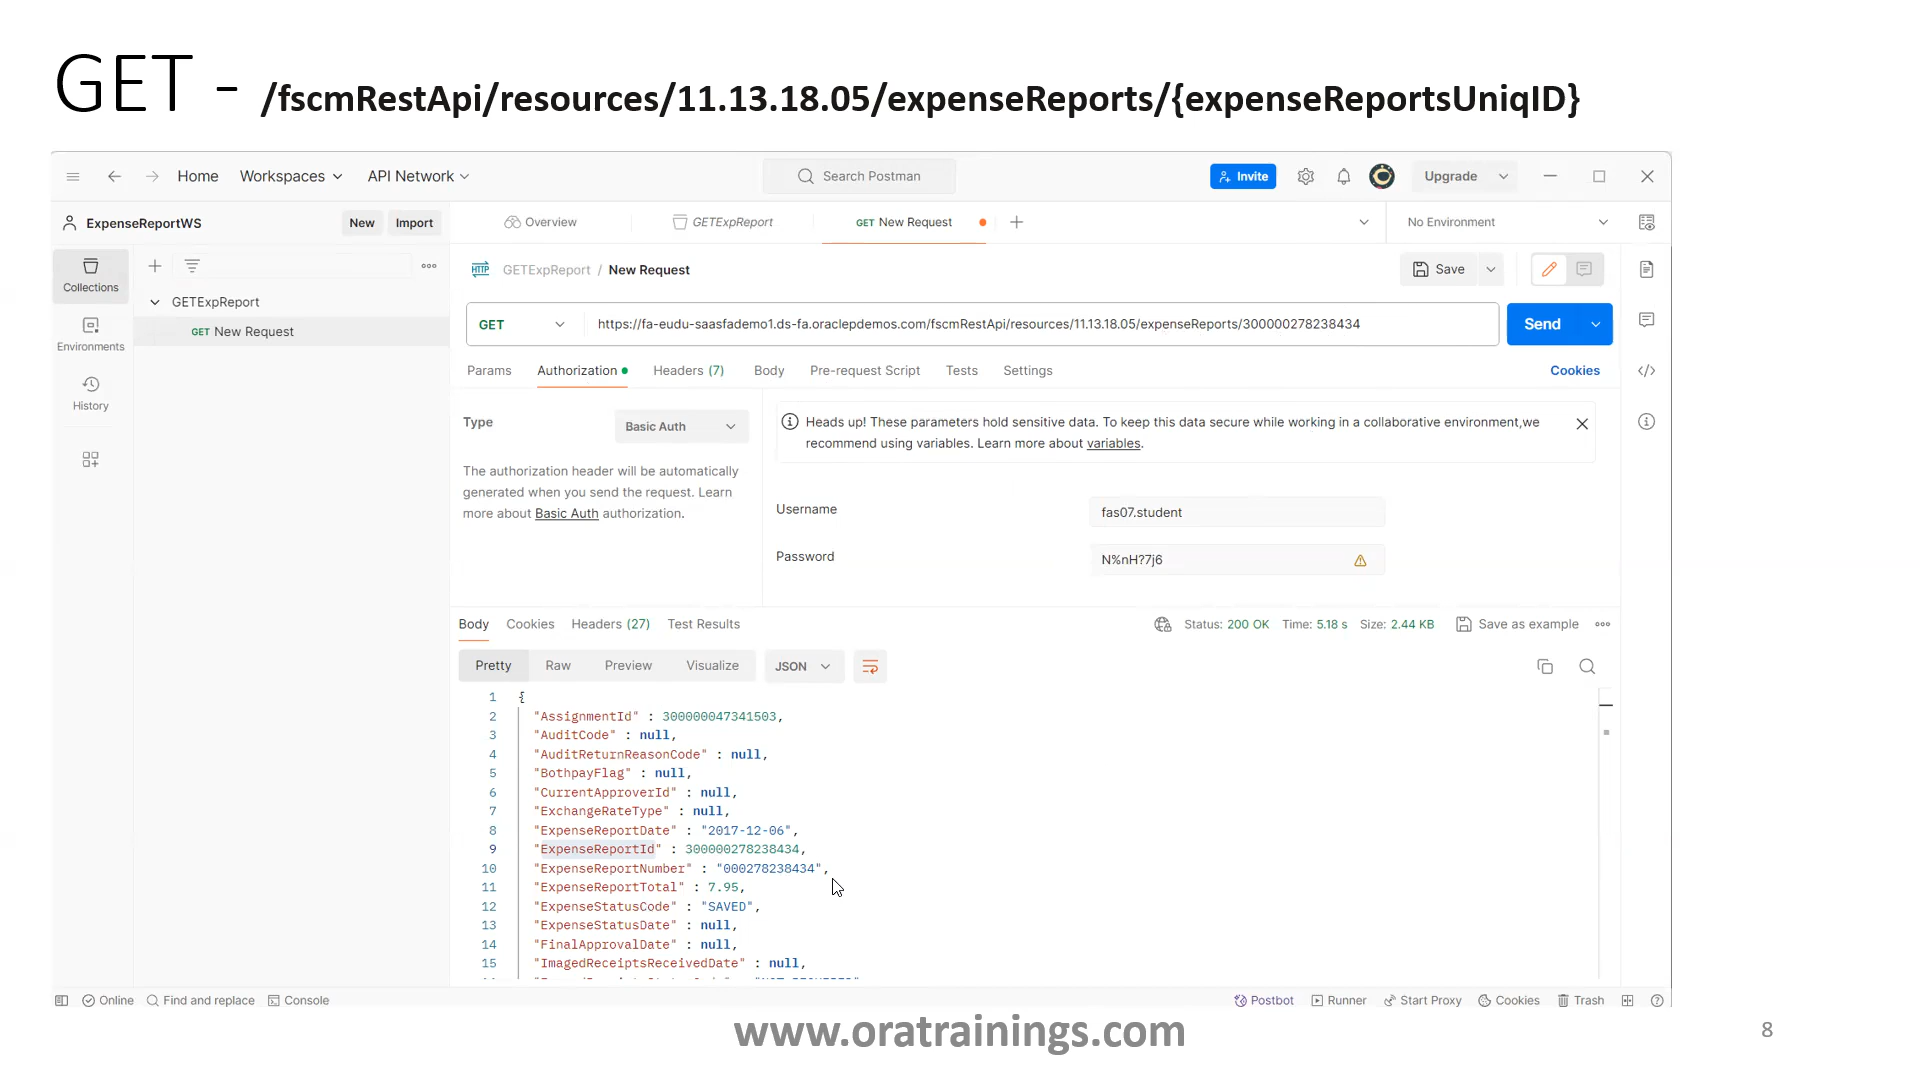 GET - /fscmRestApi/resources/11.13.18.05/expenseReports/{expenseReportsUniqID}
Home Workspaces API Network Search Postman Invite Upgrade
ExpenseReportWS New Import Overview GETExpReport GET New Request No Environment
Collections
GETExpReport / New Request Save
GETExpReport
GET New Request
Environments
History
GET https://fa-eudu-saasfademo1.ds-fa.oraclepdemos.com/fscmRestApi/resources/11.13.18.05/expenseReports/300000278238434 Send
Params Authorization Headers (7) Body Pre-request Script Tests Settings Cookies
Type Basic Auth
The authorization header will be automatically
generated when you send the request. Learn
more about Basic Auth authorization.
Heads up! These parameters hold sensitive data. To keep this data secure while working in a collaborative environment,we
recommend using variables. Learn more about variables.
Username fas07.student
Password N%nH?7j6
Body Cookies Headers (27) Test Results Status: 200 OK Time: 5.18 s Size: 2.44 KB Save as example
Pretty Raw Preview Visualize JSON
1 {
2 "AssignmentId" : 300000047341503,
3 "AuditCode" : null,
4 "AuditReturnReasonCode" : null,
5 "BothpayFlag" : null,
6 "CurrentApproverId" : null,
7 "ExchangeRateType" : null,
8 "ExpenseReportDate" : "2017-12-06",
9 "ExpenseReportId" : 300000278238434,
10 "ExpenseReportNumber" : "000278238434",
11 "ExpenseReportTotal" : 7.95,
12 "ExpenseStatusCode" : "SAVED",
13 "ExpenseStatusDate" : null,
14 "FinalApprovalDate" : null,
15 "ImagedReceiptsReceivedDate" : null,
Online Find and replace Console Postbot Runner Start Proxy Cookies Trash
www.oratrainings.com
8